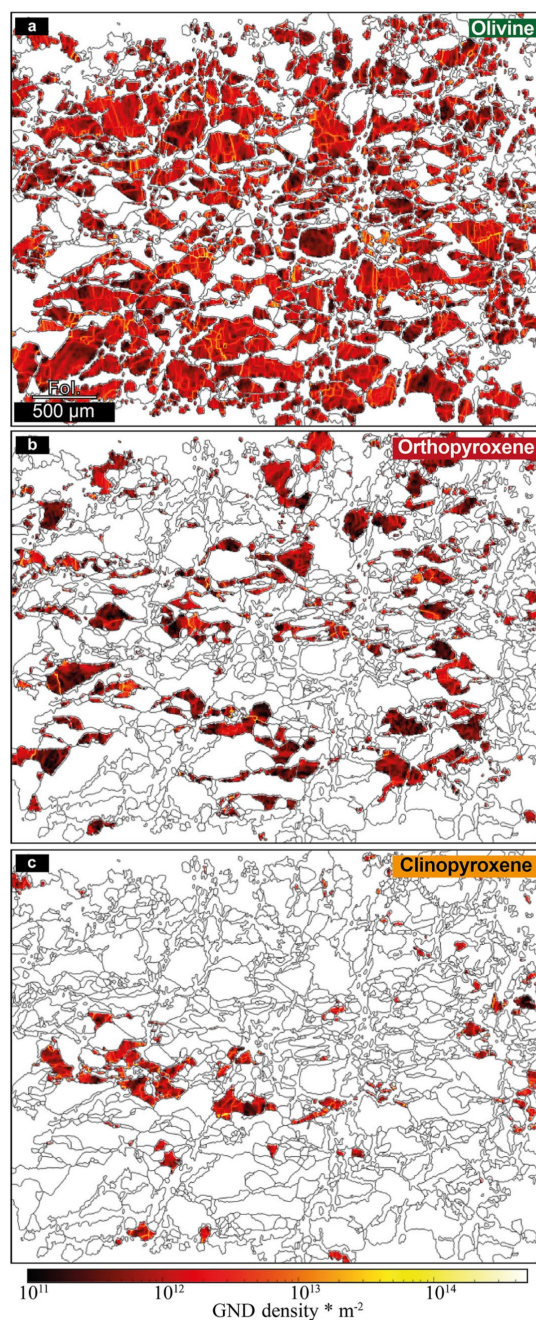 a
Olivine
Fol.
500 µm
b
Orthopyroxene
c
Clinopyroxene
10¹¹ 10¹² 10¹³ 10¹⁴
GND density * m⁻²